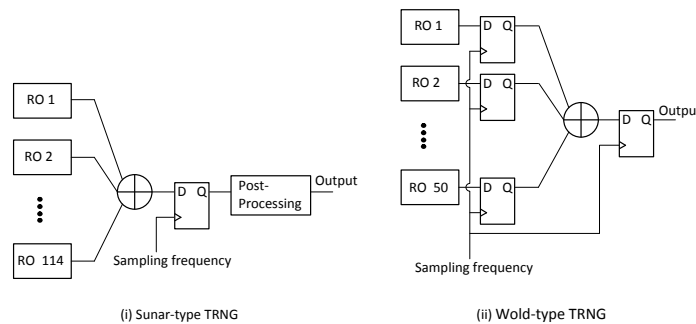 RO 1
RO 2
RO 114
D Q
Post-
Processing
Output
Sampling frequency
(i) Sunar-type TRNG
RO 1
D Q
RO 2
D Q
RO 50
D Q
D Q
Outpu
Sampling frequency
(ii) Wold-type TRNG